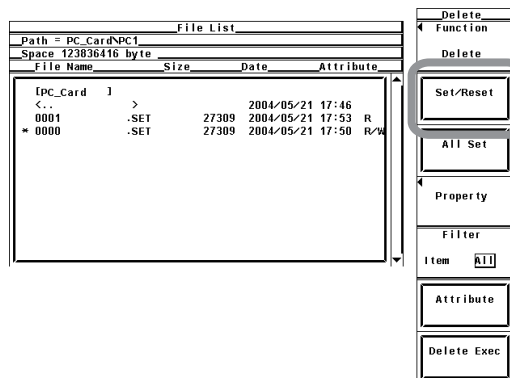 File List
Path = PC_Card\PC1
Space 123836416 byte
File Name Size Date Attribute
[PC_Card ]
<.. > 2004/05/21 17:46
0001 .SET 27309 2004/05/21 17:53 R
* 0000 .SET 27309 2004/05/21 17:50 R/W
Delete
Function
Delete
Set/Reset
All Set
Property
Filter
Item All
Attribute
Delete Exec